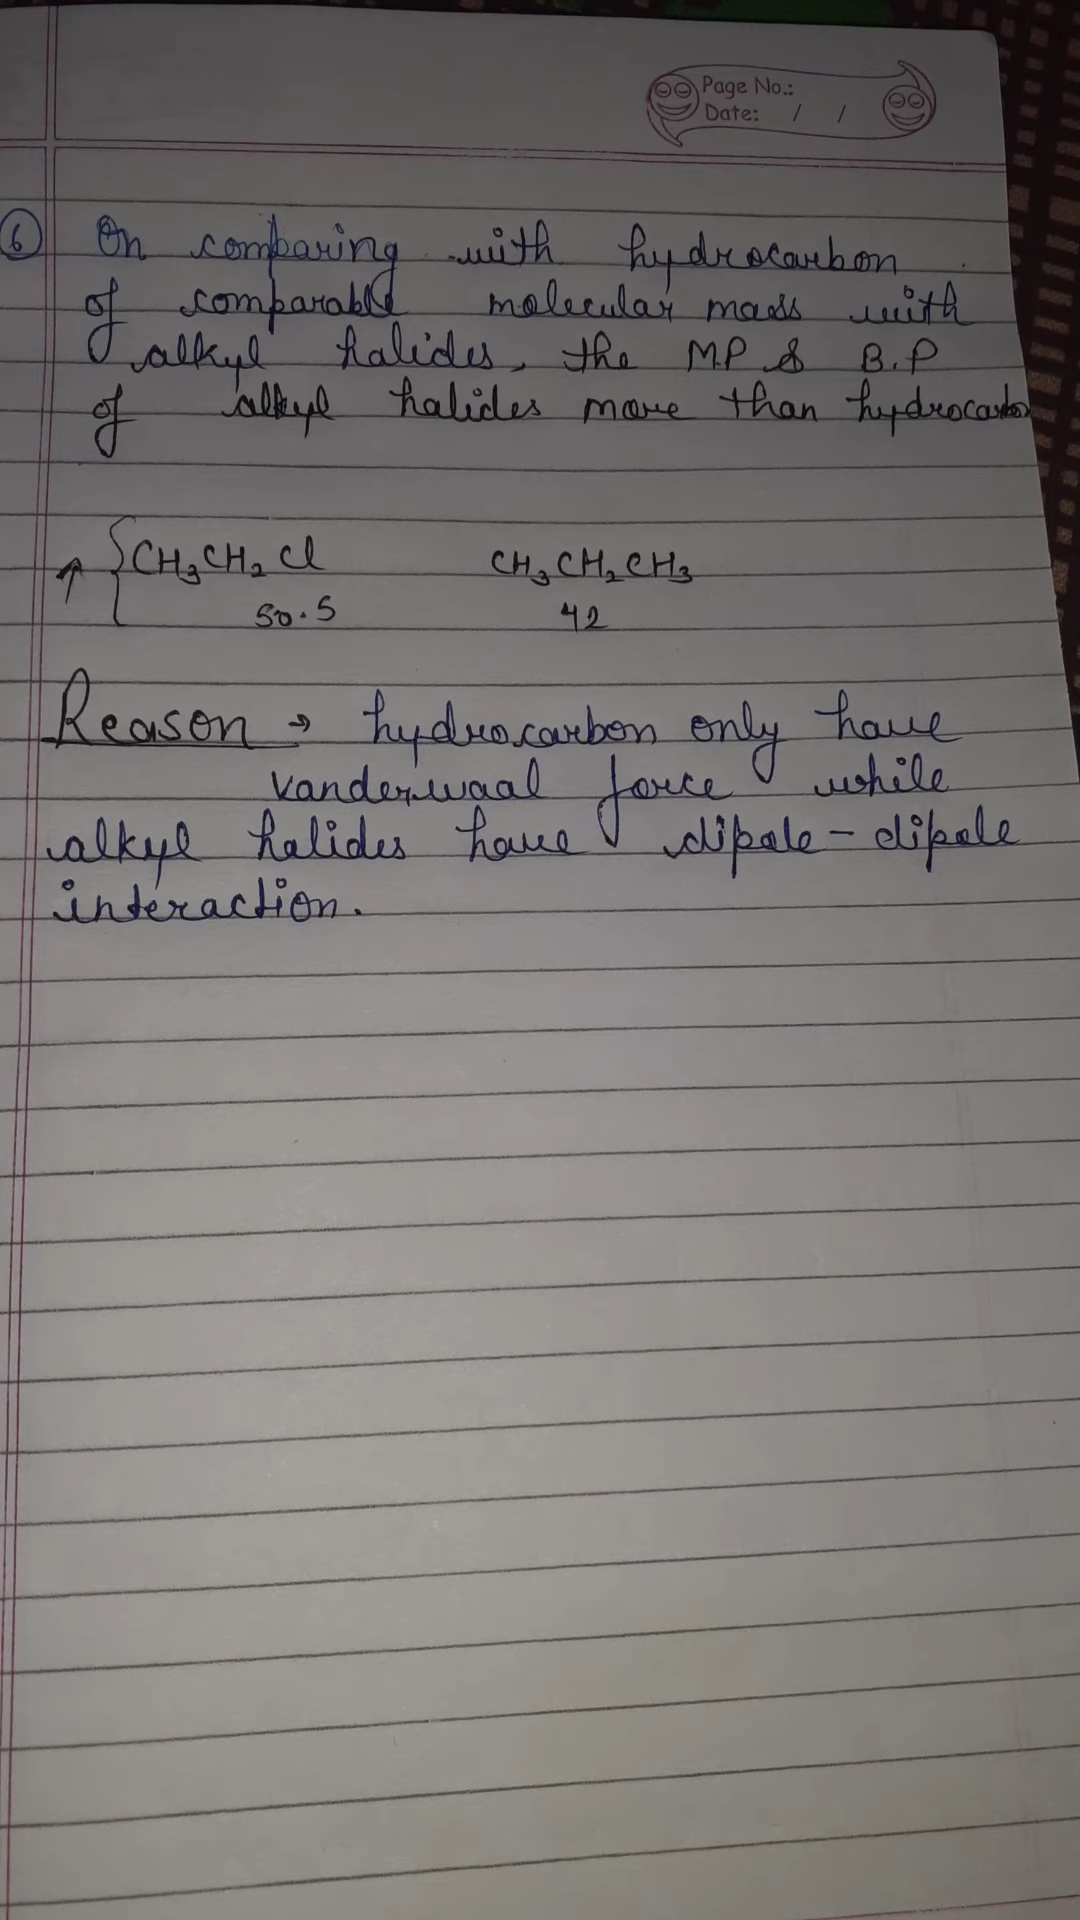 Page No.:
Date: / /
6 On comparing with hydrocarbon
of comparable molecular mass with
alkyl halides, the M.P & B.P
of alkyl halides more than hydrocarbon
↑ { CH₃CH₂Cl CH₃CH₂CH₃
50.5 42
Reason → hydrocarbon only have
vanderwaal force while
alkyl halides have dipole-dipole
interaction.